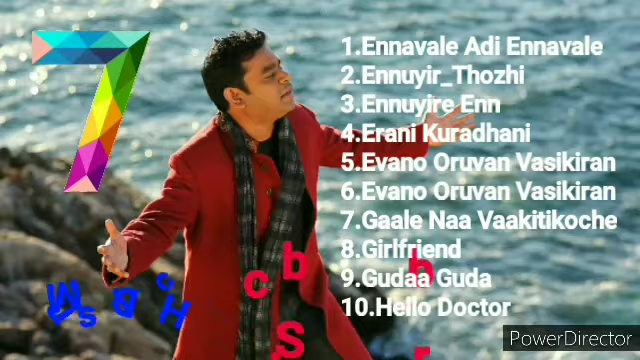 7
1.Ennavale Adi Ennavale
2.Ennuyir_Thozhi
3.Ennuyire Enn
4.Erani Kuradhani
5.Evano Oruvan Vasikiran
6.Evano Oruvan Vasikiran
7.Gaale Naa Vaakitikoche
8.Girlfriend
9.Gudaa Guda
10.Hello Doctor
PowerDirector